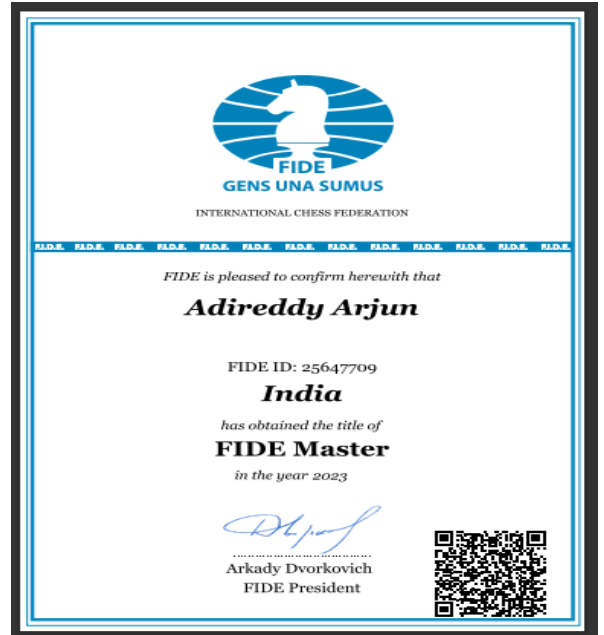 FIDE
GENS UNA SUMUS
INTERNATIONAL CHESS FEDERATION
F.I.D.E. F.I.D.E. F.I.D.E. F.I.D.E. F.I.D.E. F.I.D.E. F.I.D.E. F.I.D.E. F.I.D.E. F.I.D.E. F.I.D.E. F.I.D.E. F.I.D.E.
FIDE is pleased to confirm herewith that
Adireddy Arjun
FIDE ID: 25647709
India
has obtained the title of
FIDE Master
in the year 2023
Arkady Dvorkovich
FIDE President